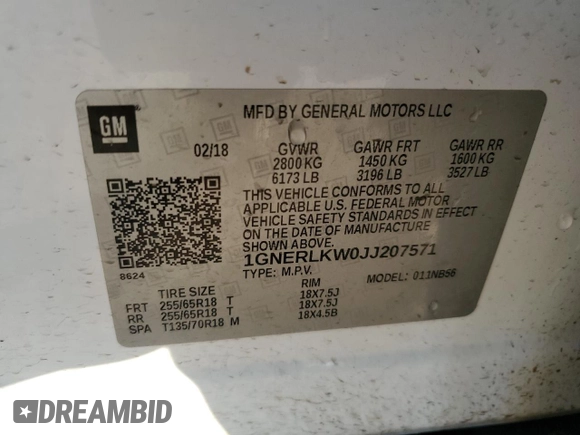 GM
MFD BY GENERAL MOTORS LLC
02/18
GVWR GAWR FRT GAWR RR
2800 KG 1450 KG 1600 KG
6173 LB 3196 LB 3527 LB
THIS VEHICLE CONFORMS TO ALL
APPLICABLE U.S. FEDERAL MOTOR
VEHICLE SAFETY STANDARDS IN EFFECT
ON THE DATE OF MANUFACTURE
SHOWN ABOVE.
1GNERLKW0JJ207571
8624
TYPE: M.P.V. MODEL: 011NB56
RIM
FRT 255/65R18 T 18X7.5J
RR 255/65R18 T 18X7.5J
SPA T135/70R18 M 18X4.5B
DREAMBID